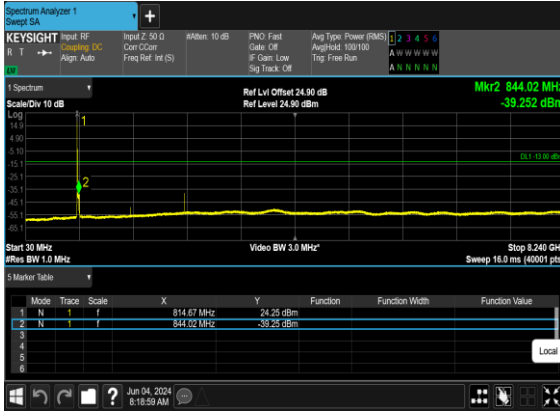 Spectrum Analyzer 1
Swept SA
+
KEYSIGHT Input: RF Input Z: 50 Ω #Atten: 10 dB PNO: Fast Avg Type: Power (RMS) 1 2 3 4 5 6
R T Coupling: DC Corr CCorr Gate: Off Avg|Hold: 100/100 A W W W W W
Align: Auto Freq Ref: Int (S) IF Gain: Low Trig: Free Run
Sig Track: Off A N N N N N
1 Spectrum
Ref Lvl Offset 24.90 dB Mkr2 844.02 MHz
Scale/Div 10 dB Ref Level 24.90 dBm -39.252 dBm
Log
14.9
4.90
-5.10
-15.1
-25.1
-35.1
-45.1
-55.1
-65.1
1
2
DL1 -13.00 dBm
Start 30 MHz Video BW 3.0 MHz* Stop 8.240 GH
#Res BW 1.0 MHz Sweep 16.0 ms (40001 pts
5 Marker Table
Mode Trace Scale X Y Function Function Width Function Value
1 N 1 f 814.67 MHz 24.25 dBm
2 N 1 f 844.02 MHz -39.25 dBm
3
4
5
6
Local
? Jun 04, 2024
8:18:59 AM